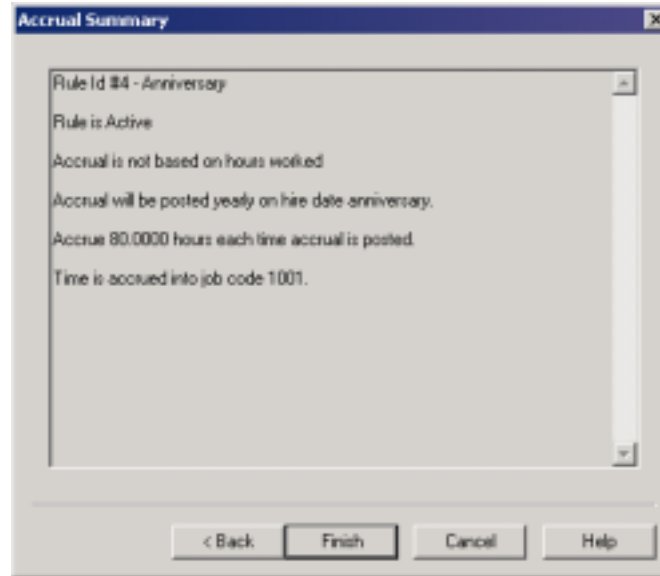 Accrual Summary
Rule Id #4 - Anniversary
Rule is Active
Accrual is not based on hours worked
Accrual will be posted yearly on hire date anniversary.
Accrue 80.0000 hours each time accrual is posted.
Time is accrued into job code 1001.
< Back Finish Cancel Help